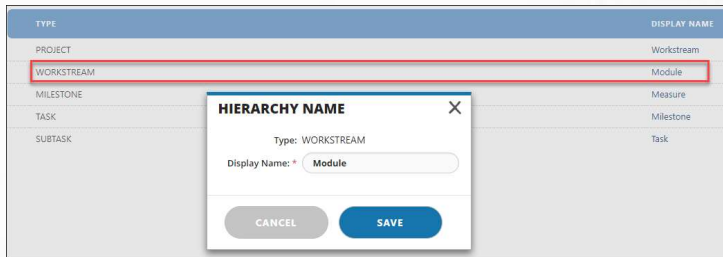 TYPE DISPLAY NAME
PROJECT Workstream
WORKSTREAM Module
MILESTONE Measure
TASK Milestone
SUBTASK Task
HIERARCHY NAME X
Type: WORKSTREAM
Display Name: * Module
CANCEL SAVE